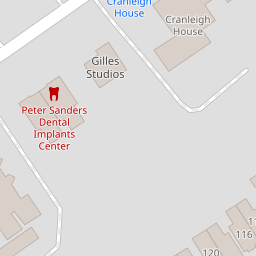 Cranleigh
House
Cranleigh
House
Gilles
Studios
Peter Sanders
Dental
Implants
Center
116
120